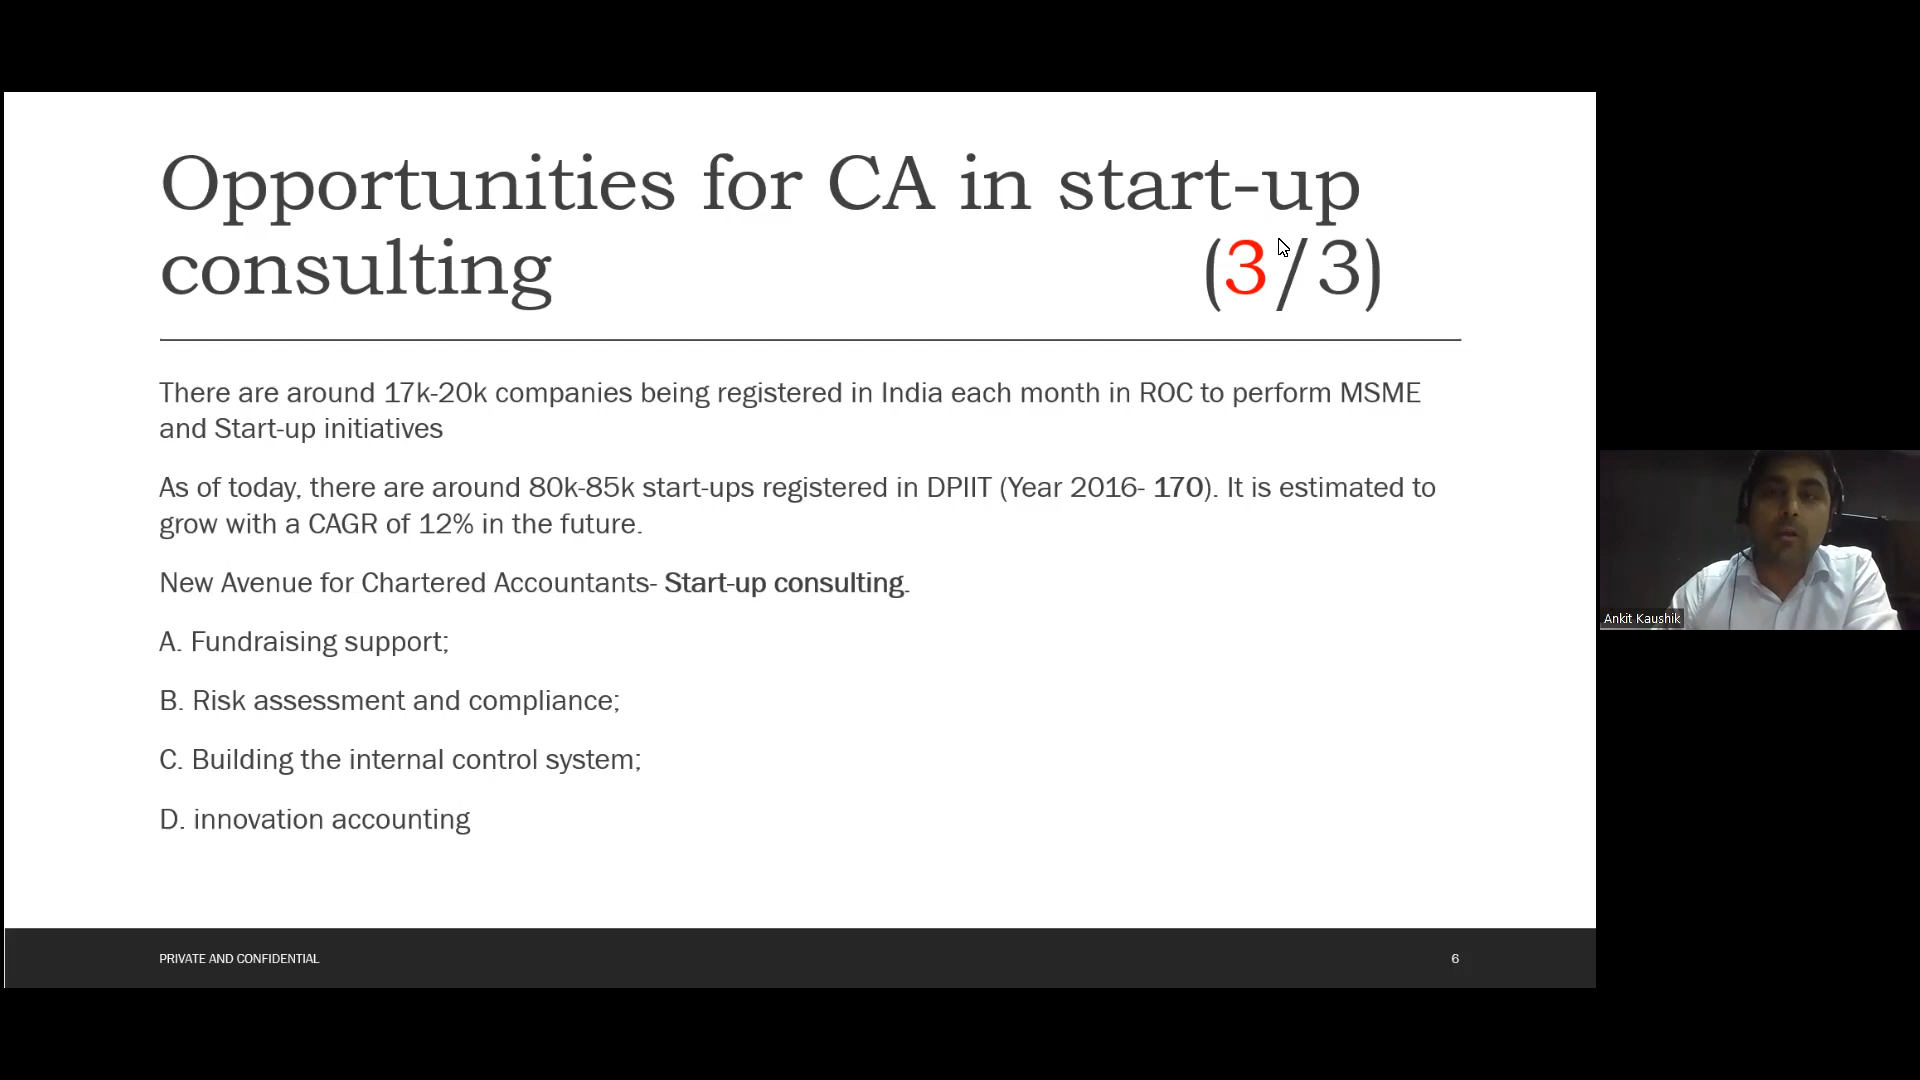 Opportunities for CA in start-up
consulting (3/3)
There are around 17k-20k companies being registered in India each month in ROC to perform MSME
and Start-up initiatives
As of today, there are around 80k-85k start-ups registered in DPIIT (Year 2016- 170). It is estimated to
grow with a CAGR of 12% in the future.
New Avenue for Chartered Accountants- Start-up consulting.
A. Fundraising support;
B. Risk assessment and compliance;
C. Building the internal control system;
D. innovation accounting
PRIVATE AND CONFIDENTIAL 6
Ankit Kaushik